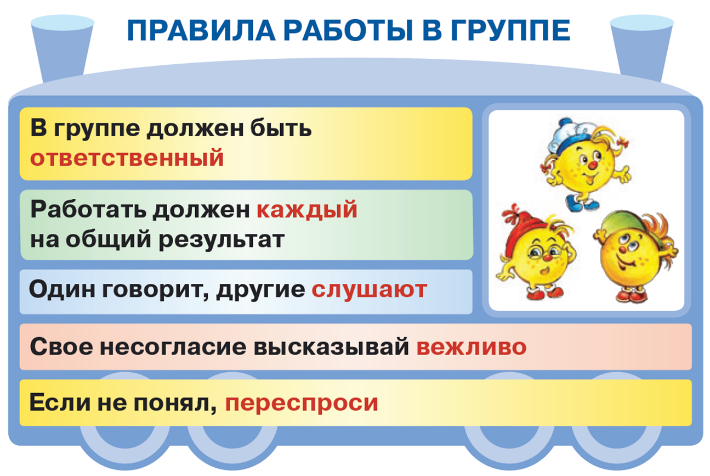 ПРАВИЛА РАБОТЫ В ГРУППЕ
В группе должен быть
ответственный
Работать должен каждый
на общий результат
Один говорит, другие слушают
Свое несогласие высказывай вежливо
Если не понял, переспроси